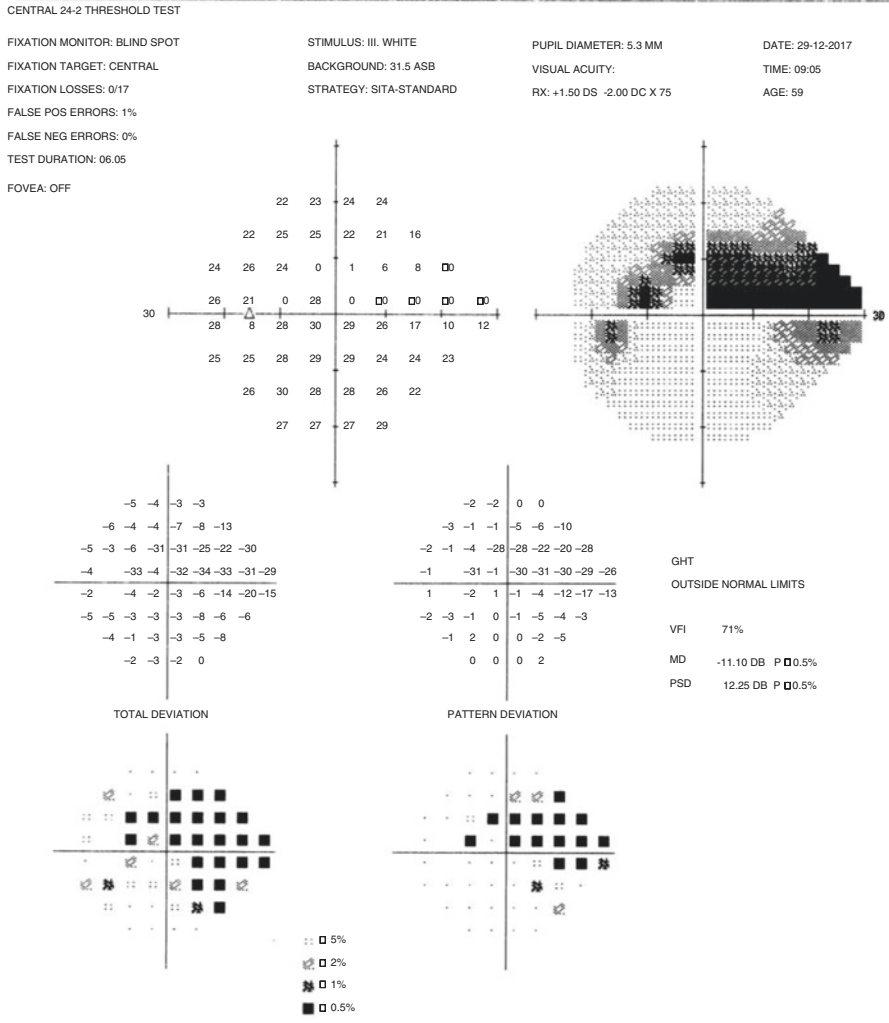 CENTRAL 24-2 THRESHOLD TEST
FIXATION MONITOR: BLIND SPOT
FIXATION TARGET: CENTRAL
FIXATION LOSSES: 0/17
FALSE POS ERRORS: 1%
FALSE NEG ERRORS: 0%
TEST DURATION: 06.05
FOVEA: OFF
STIMULUS: III. WHITE
BACKGROUND: 31.5 ASB
STRATEGY: SITA-STANDARD
PUPIL DIAMETER: 5.3 MM
VISUAL ACUITY:
RX: +1.50 DS -2.00 DC X 75
DATE: 29-12-2017
TIME: 09:05
AGE: 59
22 23 24 24
22 25 25 22 21 16
24 26 24 0 1 6 8 □0
26 21 0 28 0 □0 □0 □0 □0
30
30
28 8 28 30 29 26 17 10 12
25 25 28 29 29 24 24 23
26 30 28 28 26 22
27 27 27 29
–5 –4 –3 –3
–6 –4 –4 –7 –8 –13
–5 –3 –6 –31 –31 –25 –22 –30
–4 –33 –4 –32 –34 –33 –31 –29
–2 –4 –2 –3 –6 –14 –20 –15
–5 –5 –3 –3 –3 –8 –6 –6
–4 –1 –3 –3 –5 –8
–2 –3 –2 0
TOTAL DEVIATION
–2 –2 0 0
–3 –1 –1 –5 –6 –10
–2 –1 –4 –28 –28 –22 –20 –28
–1 –31 –1 –30 –31 –30 –29 –26
1 –2 1 –1 –4 –12 –17 –13
–2 –3 –1 0 –1 –5 –4 –3
–1 2 0 0 –2 –5
0 0 0 2
PATTERN DEVIATION
GHT
OUTSIDE NORMAL LIMITS
VFI 71%
MD -11.10 DB P □0.5%
PSD 12.25 DB P □0.5%
□ 5%
□ 2%
□ 1%
□ 0.5%